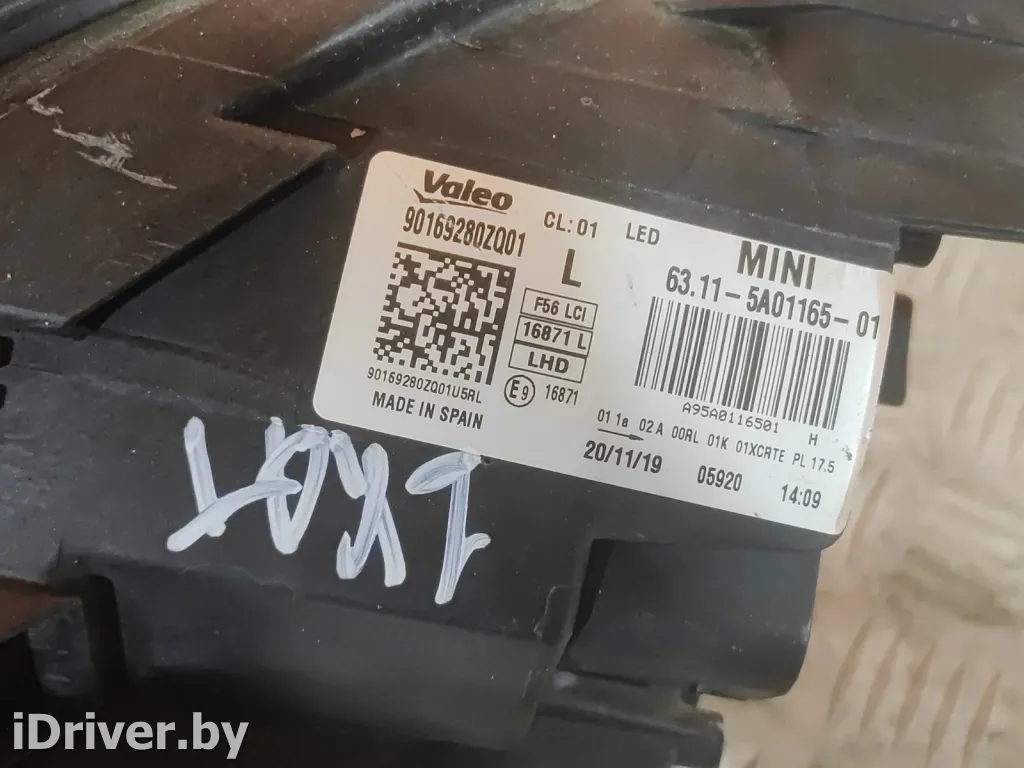 Valeo
90169280ZQ01
CL: 01 LED
L
MINI
63.11-5A01165-01
F56 LCI
16871 L
LHD
E9 16871
90169280ZQ01U5RL
MADE IN SPAIN
A95A0116501 H
01 1a 02A 00RL 01K 01XCRTE PL 17.5
20/11/19 05920 14:09
iDriver.by